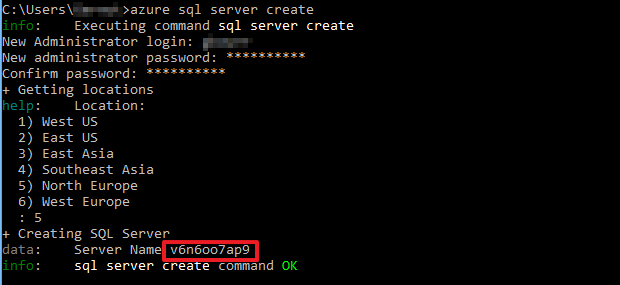 C:\Users\ >azure sql server create
info: Executing command sql server create
New Administrator login:
New administrator password: **********
Confirm password: **********
+ Getting locations
help: Location:
1) West US
2) East US
3) East Asia
4) Southeast Asia
5) North Europe
6) West Europe
: 5
+ Creating SQL Server
data: Server Name v6n6oo7ap9
info: sql server create command OK